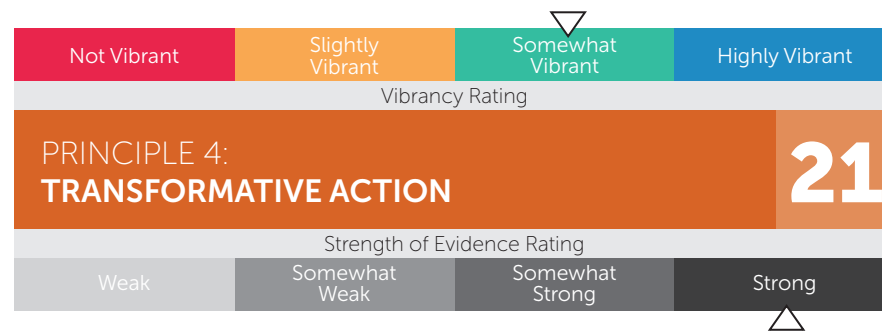 Not Vibrant
Slightly
Vibrant
Somewhat
Vibrant
Highly Vibrant
Vibrancy Rating
PRINCIPLE 4:
TRANSFORMATIVE ACTION
21
Strength of Evidence Rating
Weak
Somewhat
Weak
Somewhat
Strong
Strong